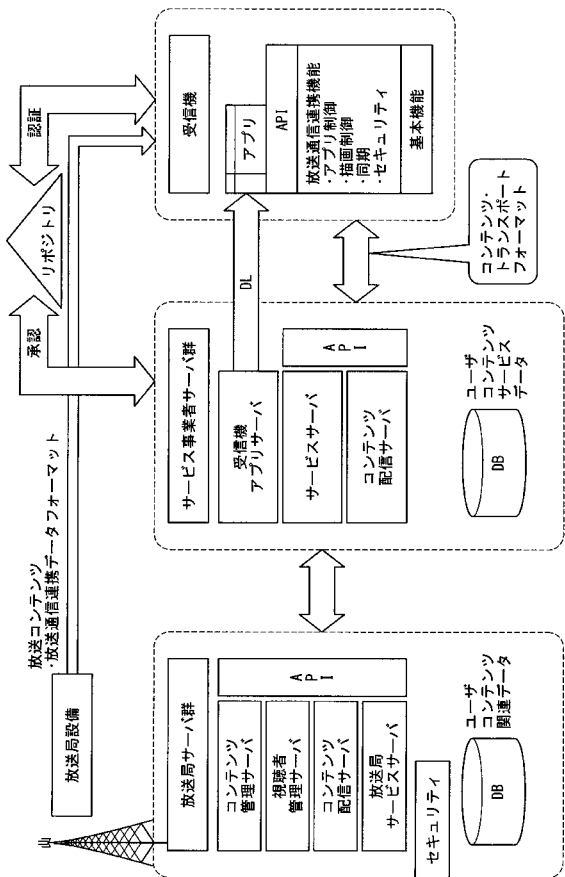 放送局設備
放送コンテンツ
・放送通信連携データフォーマット
承認
リポジトリ
認証
放送局サーバ群
コンテンツ
管理サーバ
視聴者
管理サーバ
コンテンツ
配信サーバ
放送局
サービスサーバ
API
セキュリティ
DB
ユーザ
コンテンツ
関連データ
サービス事業者サーバ群
受信機
アプリサーバ
サービスサーバ
コンテンツ
配信サーバ
API
DB
ユーザ
コンテンツ
サービス
データ
DL
受信機
アプリ
API
放送通信連携機能
・アプリ制御
・描画制御
・同期
・セキュリティ
基本機能
コンテンツ・
トランスポート
フォーマット